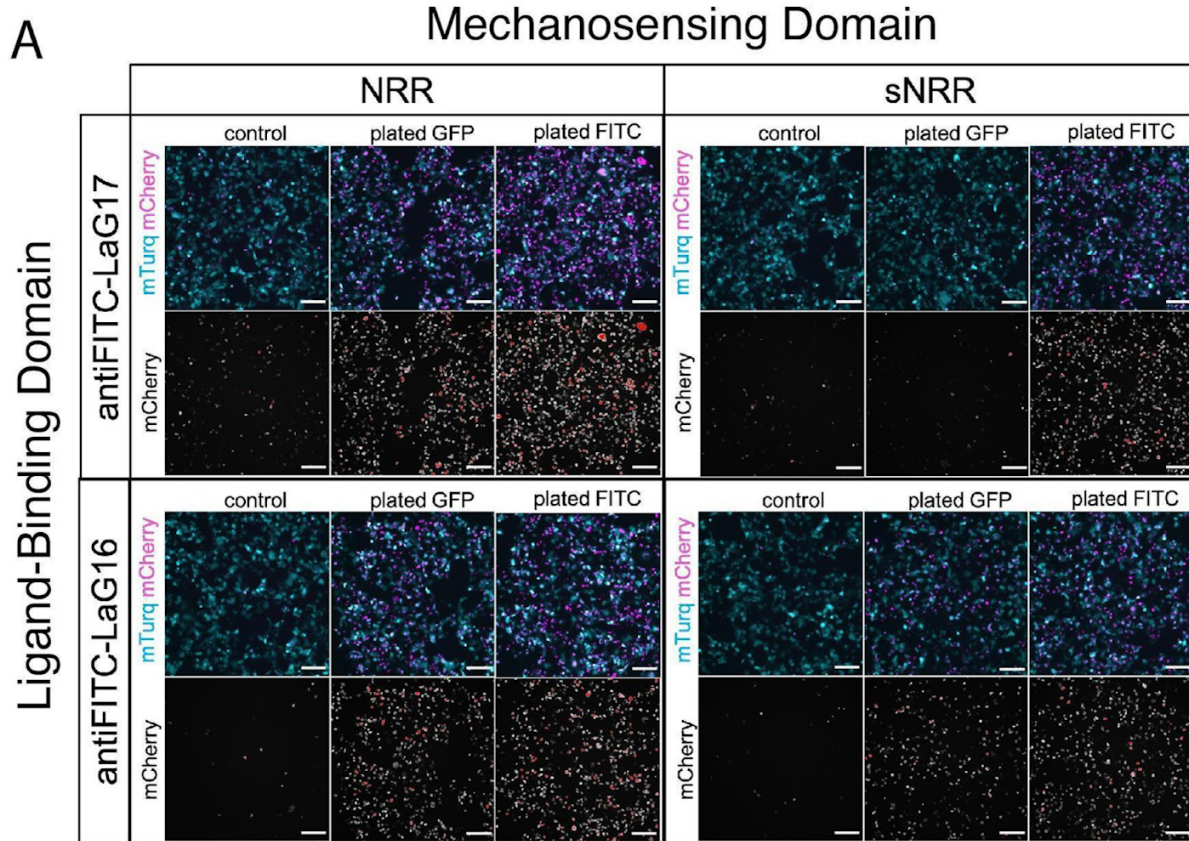 A
Mechanosensing Domain
NRR
sNRR
Ligand-Binding Domain
antiFITC-LaG17
control
plated GFP
plated FITC
control
plated GFP
plated FITC
mTurq mCherry
mTurq mCherry
mCherry
mCherry
antiFITC-LaG16
control
plated GFP
plated FITC
control
plated GFP
plated FITC
mTurq mCherry
mTurq mCherry
mCherry
mCherry